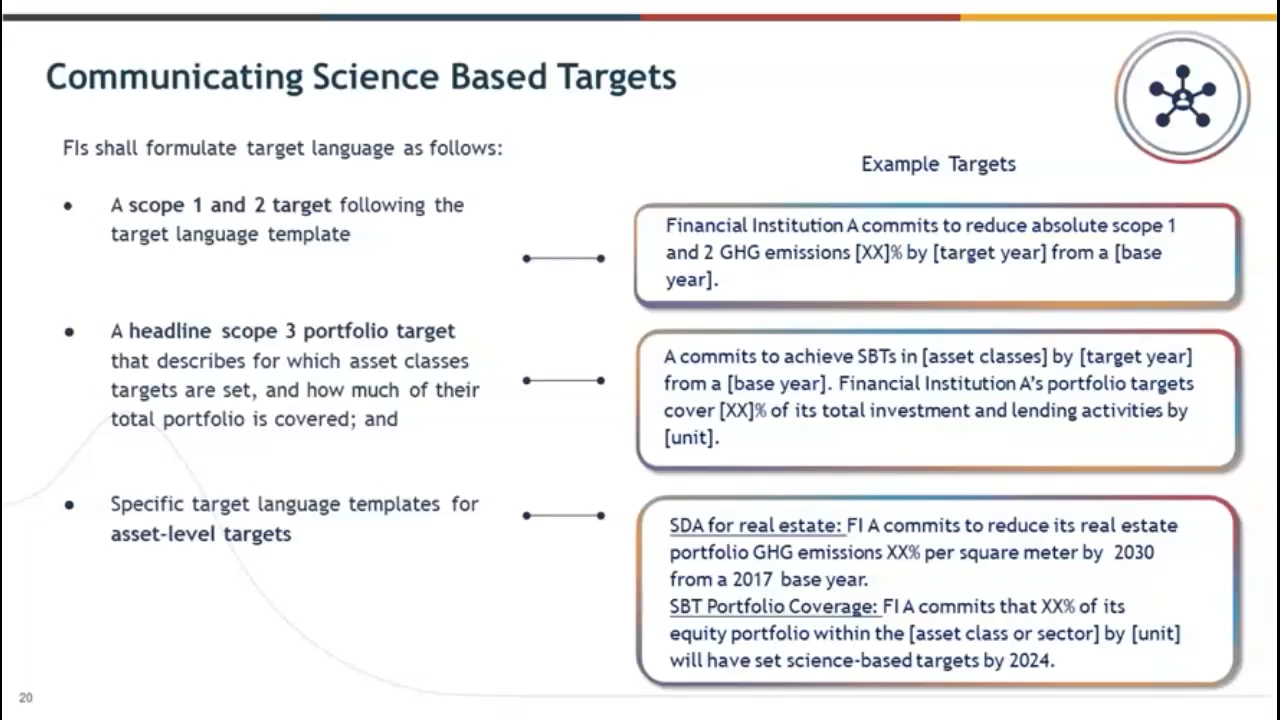 Communicating Science Based Targets
FIs shall formulate target language as follows:
Example Targets
● A scope 1 and 2 target following the
target language template
Financial Institution A commits to reduce absolute scope 1
and 2 GHG emissions [XX]% by [target year] from a [base
year].
● A headline scope 3 portfolio target
that describes for which asset classes
targets are set, and how much of their
total portfolio is covered; and
A commits to achieve SBTs in [asset classes] by [target year]
from a [base year]. Financial Institution A's portfolio targets
cover [XX]% of its total investment and lending activities by
[unit].
● Specific target language templates for
asset-level targets
SDA for real estate: FI A commits to reduce its real estate
portfolio GHG emissions XX% per square meter by 2030
from a 2017 base year.
SBT Portfolio Coverage: FI A commits that XX% of its
equity portfolio within the [asset class or sector] by [unit]
will have set science-based targets by 2024.
20